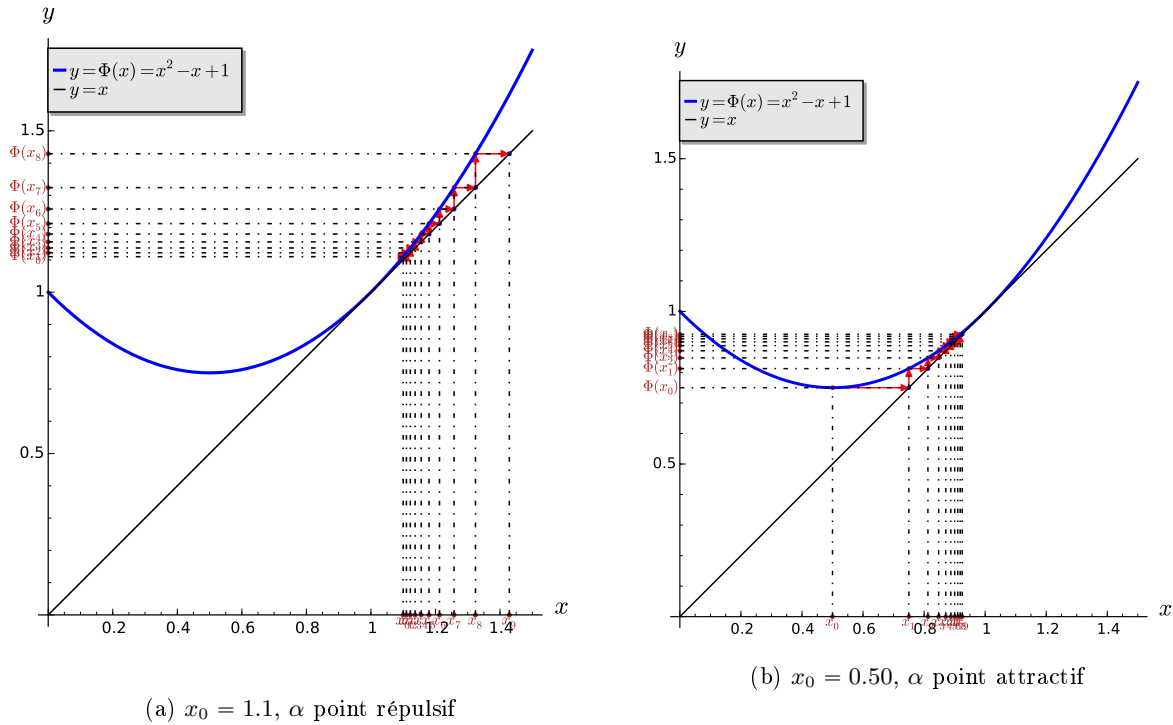 y
y = Φ(x) = x² − x + 1
y = x
1.5
Φ(x₈)
Φ(x₇)
Φ(x₆)
Φ(x₅)
1
0.5
x
0.2 0.4 0.6 0.8 1 1.2 1.4
x₇ x₈ x₉
(a) x₀ = 1.1, α point répulsif
y
y = Φ(x) = x² − x + 1
y = x
1.5
1
Φ(x₁)
Φ(x₀)
0.5
x
0.2 0.4 0.6 0.8 1 1.2 1.4
x₀ x₁
(b) x₀ = 0.50, α point attractif